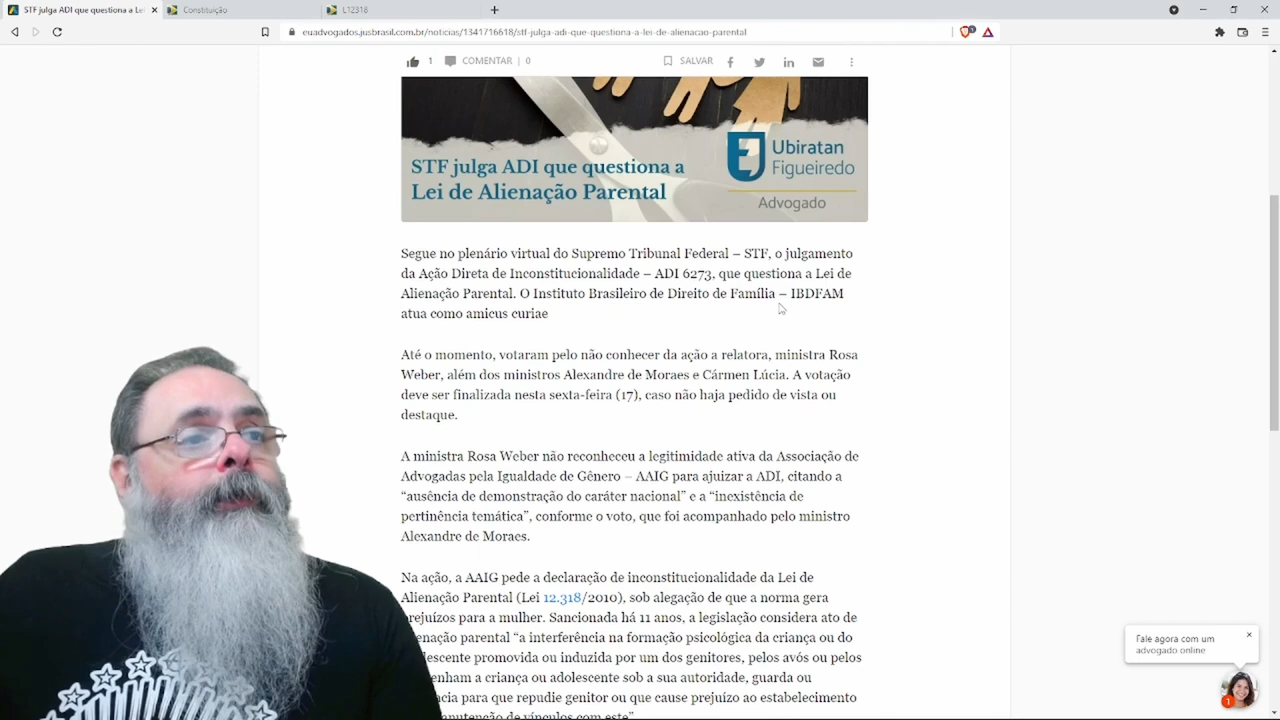 STF julga ADI que questiona a Lei
Constituição
L12318
euadvogados.jusbrasil.com.br/noticias/1341716618/stf-julga-adi-que-questiona-a-lei-de-alienacao-parental
1
1
COMENTAR | 0
SALVAR
STF julga ADI que questiona a
Lei de Alienação Parental
Ubiratan
Figueiredo
Advogado
Segue no plenário virtual do Supremo Tribunal Federal – STF, o julgamento
da Ação Direta de Inconstitucionalidade – ADI 6273, que questiona a Lei de
Alienação Parental. O Instituto Brasileiro de Direito de Família – IBDFAM
atua como amicus curiae
Até o momento, votaram pelo não conhecer da ação a relatora, ministra Rosa
Weber, além dos ministros Alexandre de Moraes e Cármen Lúcia. A votação
deve ser finalizada nesta sexta-feira (17), caso não haja pedido de vista ou
destaque.
A ministra Rosa Weber não reconheceu a legitimidade ativa da Associação de
Advogadas pela Igualdade de Gênero – AAIG para ajuizar a ADI, citando a
“ausência de demonstração do caráter nacional” e a “inexistência de
pertinência temática”, conforme o voto, que foi acompanhado pelo ministro
Alexandre de Moraes.
Na ação, a AAIG pede a declaração de inconstitucionalidade da Lei de
Alienação Parental (Lei 12.318/2010), sob alegação de que a norma gera
prejuízos para a mulher. Sancionada há 11 anos, a legislação considera ato de
enação parental “a interferência na formação psicológica da criança ou do
lescente promovida ou induzida por um dos genitores, pelos avós ou pelos
enham a criança ou adolescente sob a sua autoridade, guarda ou
ncia para que repudie genitor ou que cause prejuízo ao estabelecimento
anutenção de vínculos com este”
Fale agora com um
advogado online
1